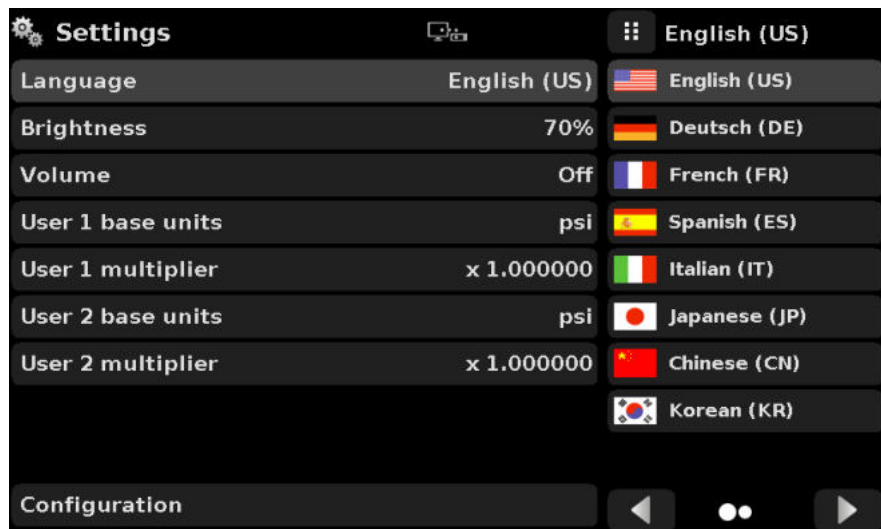 Settings
English (US)
Language English (US)
Brightness 70%
Volume Off
User 1 base units psi
User 1 multiplier x 1.000000
User 2 base units psi
User 2 multiplier x 1.000000
Configuration
English (US)
Deutsch (DE)
French (FR)
Spanish (ES)
Italian (IT)
Japanese (JP)
Chinese (CN)
Korean (KR)